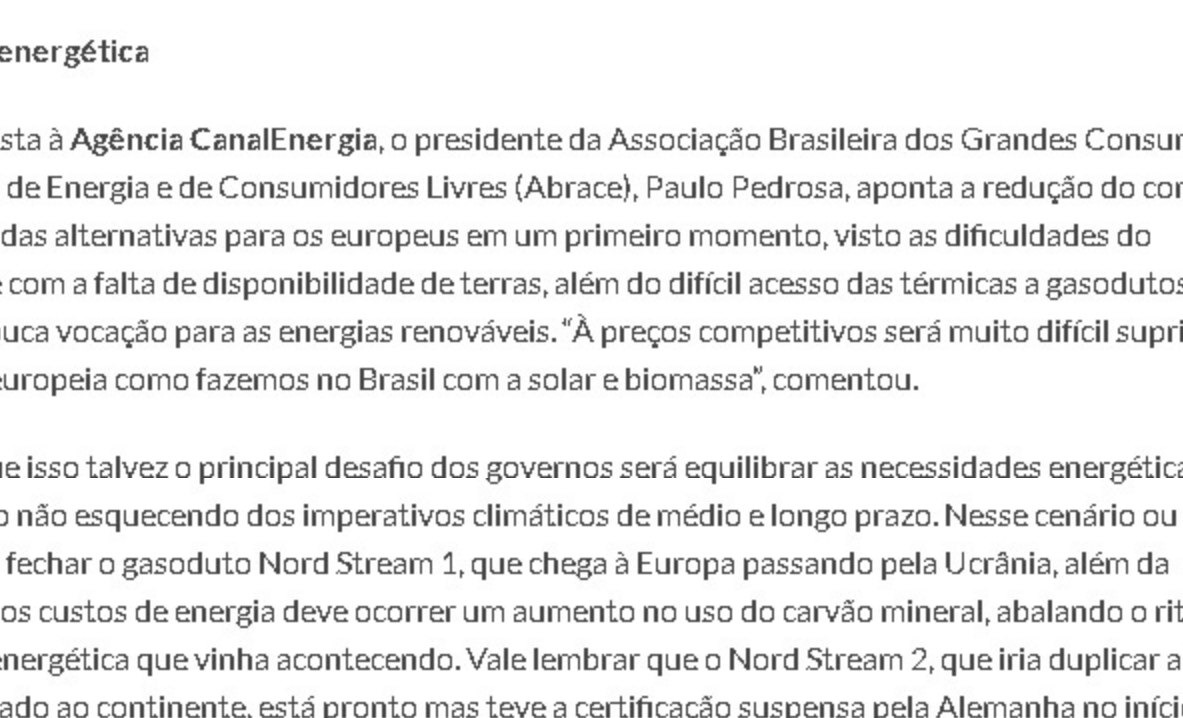 energética
sta à Agência CanalEnergia, o presidente da Associação Brasileira dos Grandes Consum
de Energia e de Consumidores Livres (Abrace), Paulo Pedrosa, aponta a redução do con
das alternativas para os europeus em um primeiro momento, visto as dificuldades do
com a falta de disponibilidade de terras, além do difícil acesso das térmicas a gasodutos
uca vocação para as energias renováveis. “À preços competitivos será muito difícil supri
europeia como fazemos no Brasil com a solar e biomassa”, comentou.
ue isso talvez o principal desafio dos governos será equilibrar as necessidades energética
o não esquecendo dos imperativos climáticos de médio e longo prazo. Nesse cenário ou
fechar o gasoduto Nord Stream 1, que chega à Europa passando pela Ucrânia, além da
os custos de energia deve ocorrer um aumento no uso do carvão mineral, abalando o rit
energética que vinha acontecendo. Vale lembrar que o Nord Stream 2, que iria duplicar a
ado ao continente, está pronto mas teve a certificação suspensa pela Alemanha no iníci